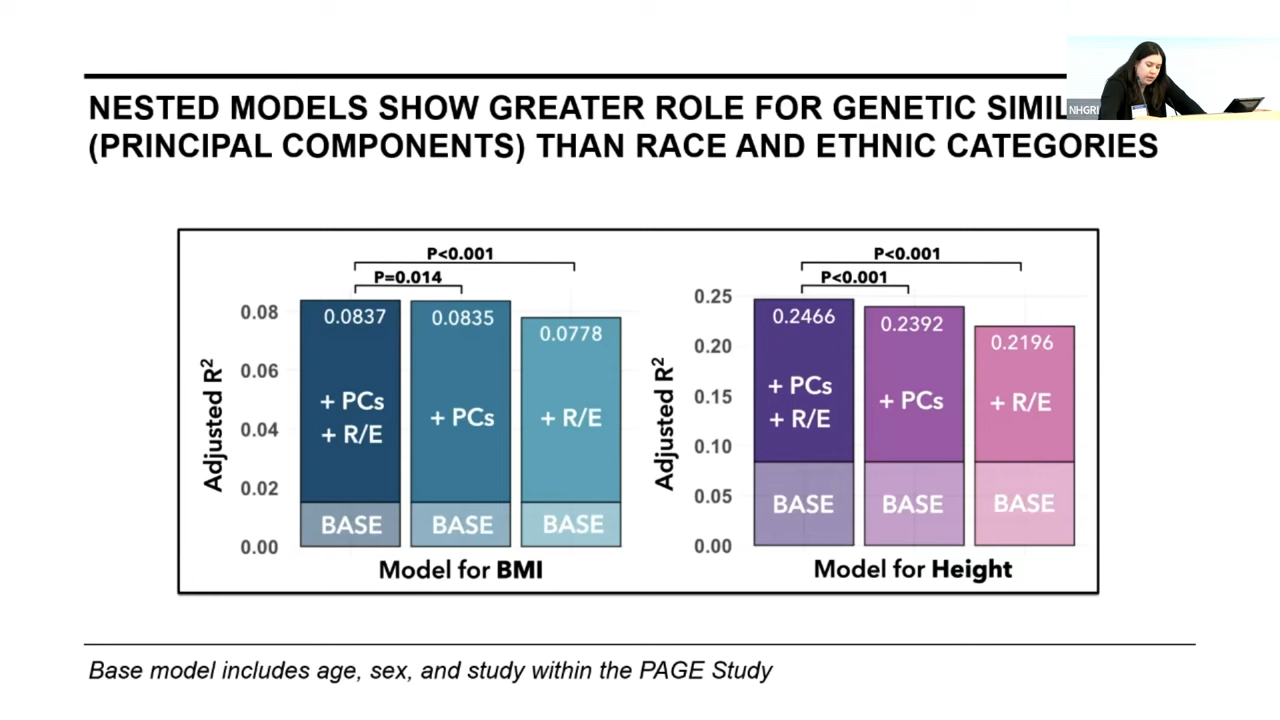 NHGRI
NESTED MODELS SHOW GREATER ROLE FOR GENETIC
(PRINCIPAL COMPONENTS) THAN RACE AND ETHNIC CATEGORIES
P<0.001
P=0.014
Adjusted R²
0.08
0.06
0.04
0.02
0.00
0.0837
+ PCs
+ R/E
BASE
0.0835
+ PCs
BASE
0.0778
+ R/E
BASE
Model for BMI
P<0.001
P<0.001
Adjusted R²
0.25
0.20
0.15
0.10
0.05
0.00
0.2466
+ PCs
+ R/E
BASE
0.2392
+ PCs
BASE
0.2196
+ R/E
BASE
Model for Height
Base model includes age, sex, and study within the PAGE Study